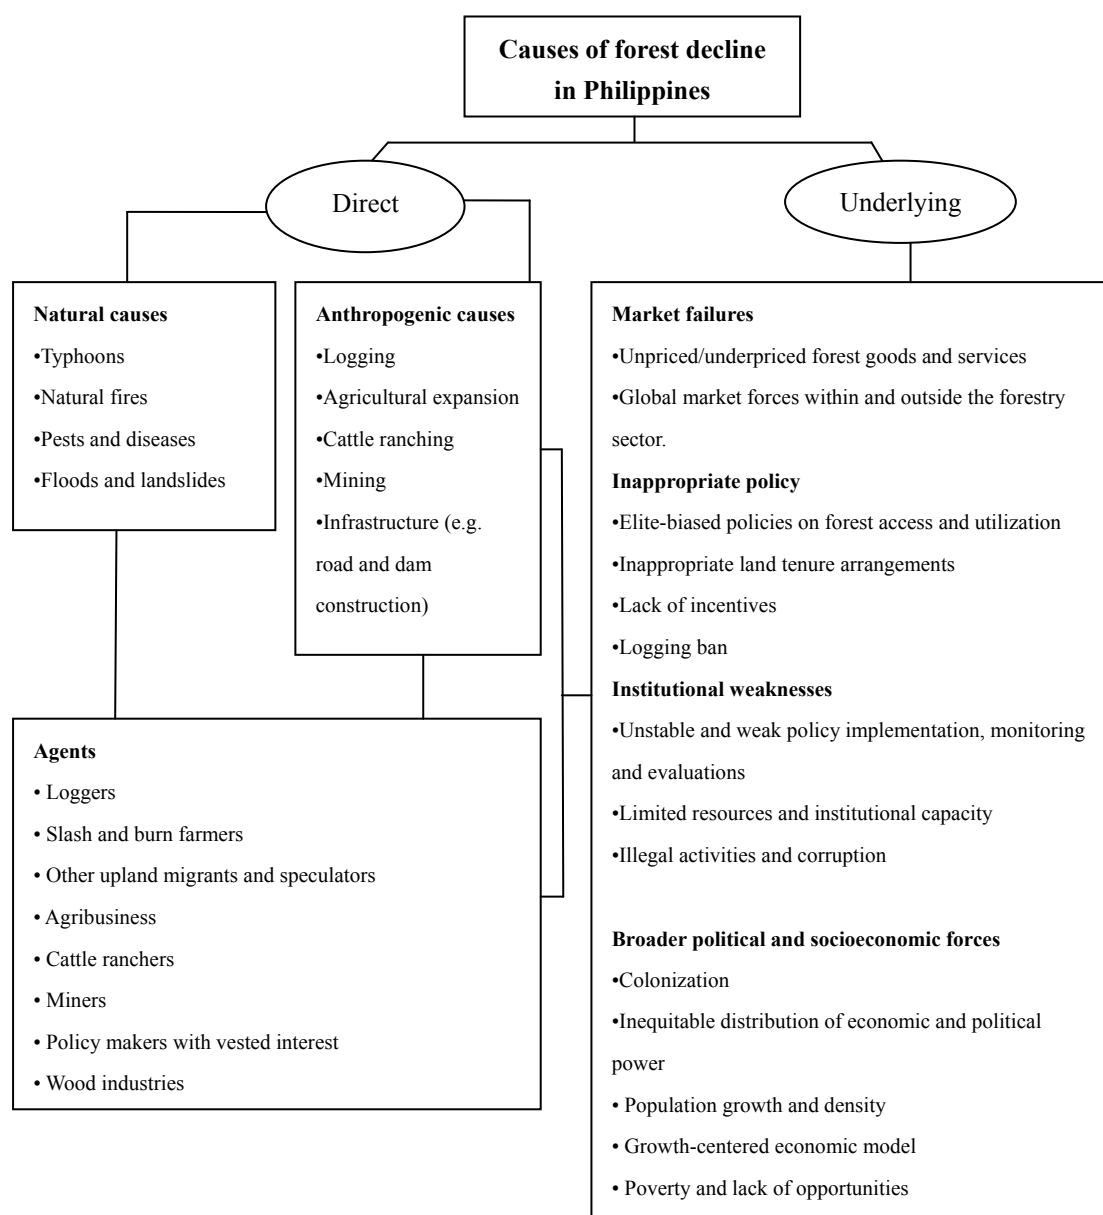 Causes of forest decline
in Philippines
Direct
Underlying
Natural causes
•Typhoons
•Natural fires
•Pests and diseases
•Floods and landslides
Anthropogenic causes
•Logging
•Agricultural expansion
•Cattle ranching
•Mining
•Infrastructure (e.g.
road and dam
construction)
Agents
• Loggers
• Slash and burn farmers
• Other upland migrants and speculators
• Agribusiness
• Cattle ranchers
• Miners
• Policy makers with vested interest
• Wood industries
Market failures
•Unpriced/underpriced forest goods and services
•Global market forces within and outside the forestry
sector.
Inappropriate policy
•Elite-biased policies on forest access and utilization
•Inappropriate land tenure arrangements
•Lack of incentives
•Logging ban
Institutional weaknesses
•Unstable and weak policy implementation, monitoring
and evaluations
•Limited resources and institutional capacity
•Illegal activities and corruption
Broader political and socioeconomic forces
•Colonization
•Inequitable distribution of economic and political
power
• Population growth and density
• Growth-centered economic model
• Poverty and lack of opportunities